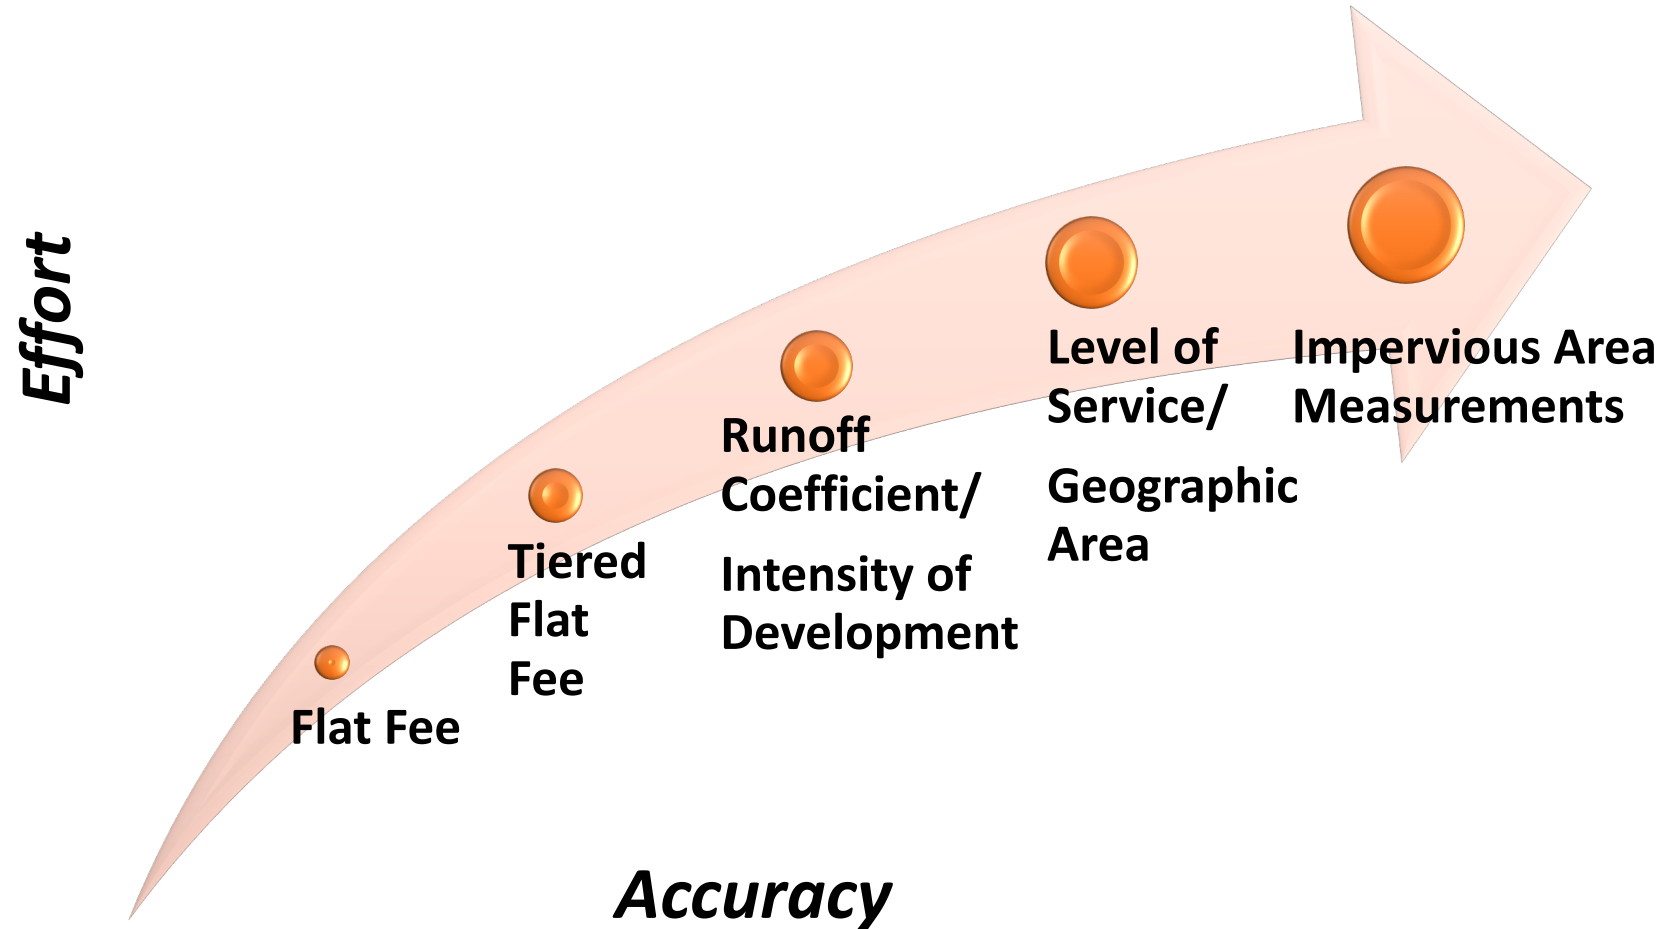 Effort
Level of
Service/
Geographic
Area
Impervious Area
Measurements
Runoff
Coefficient/
Intensity of
Development
Tiered
Flat
Fee
Flat Fee
Accuracy